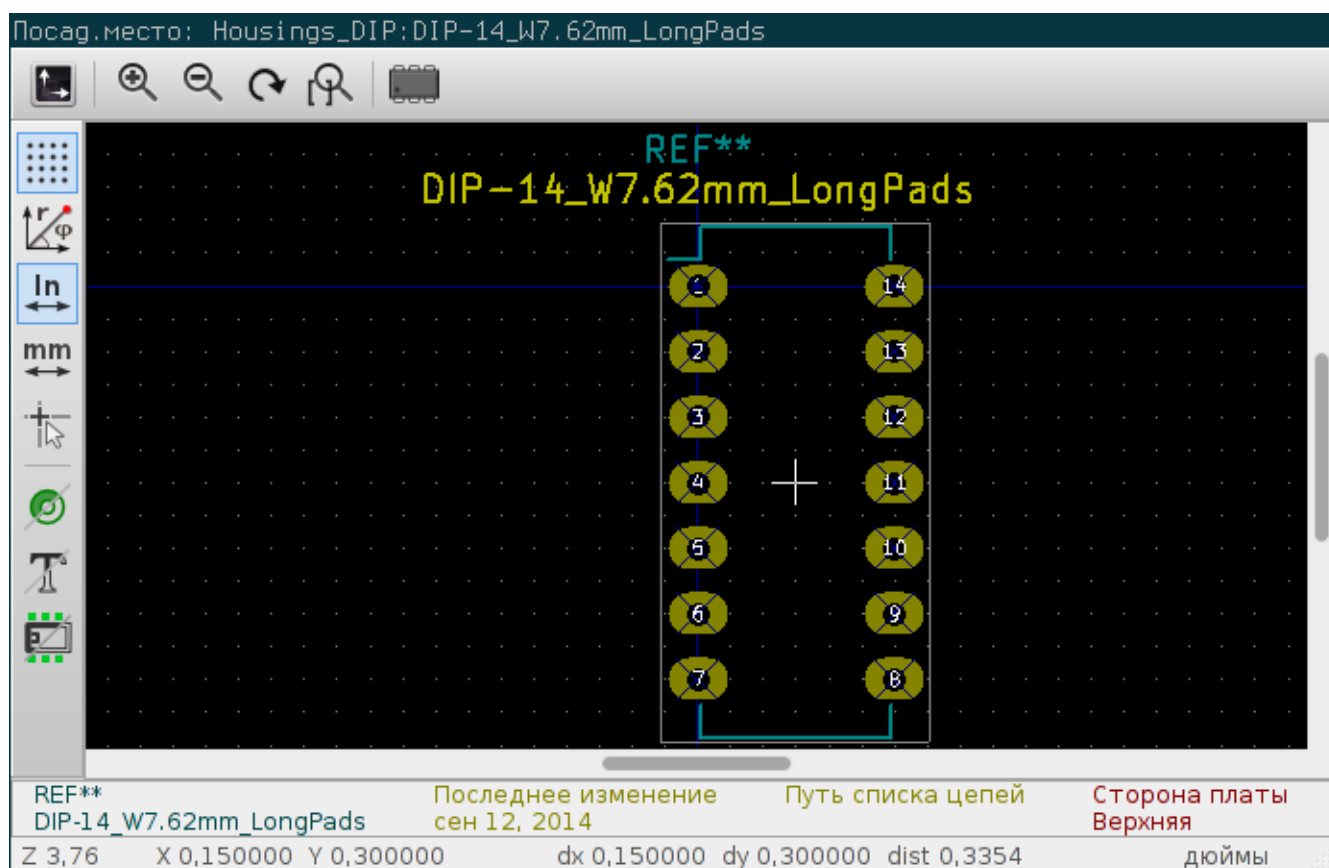 Посад.место: Housings_DIP:DIP-14_W7.62mm_LongPads
REF**
DIP-14_W7.62mm_LongPads
r
φ
In
mm
1 14
2 13
3 12
4 11
5 10
6 9
7 8
REF** Последнее изменение Путь списка цепей Сторона платы
DIP-14_W7.62mm_LongPads сен 12, 2014 Верхняя
Z 3,76 X 0,150000 Y 0,300000 dx 0,150000 dy 0,300000 dist 0,3354 дюймы